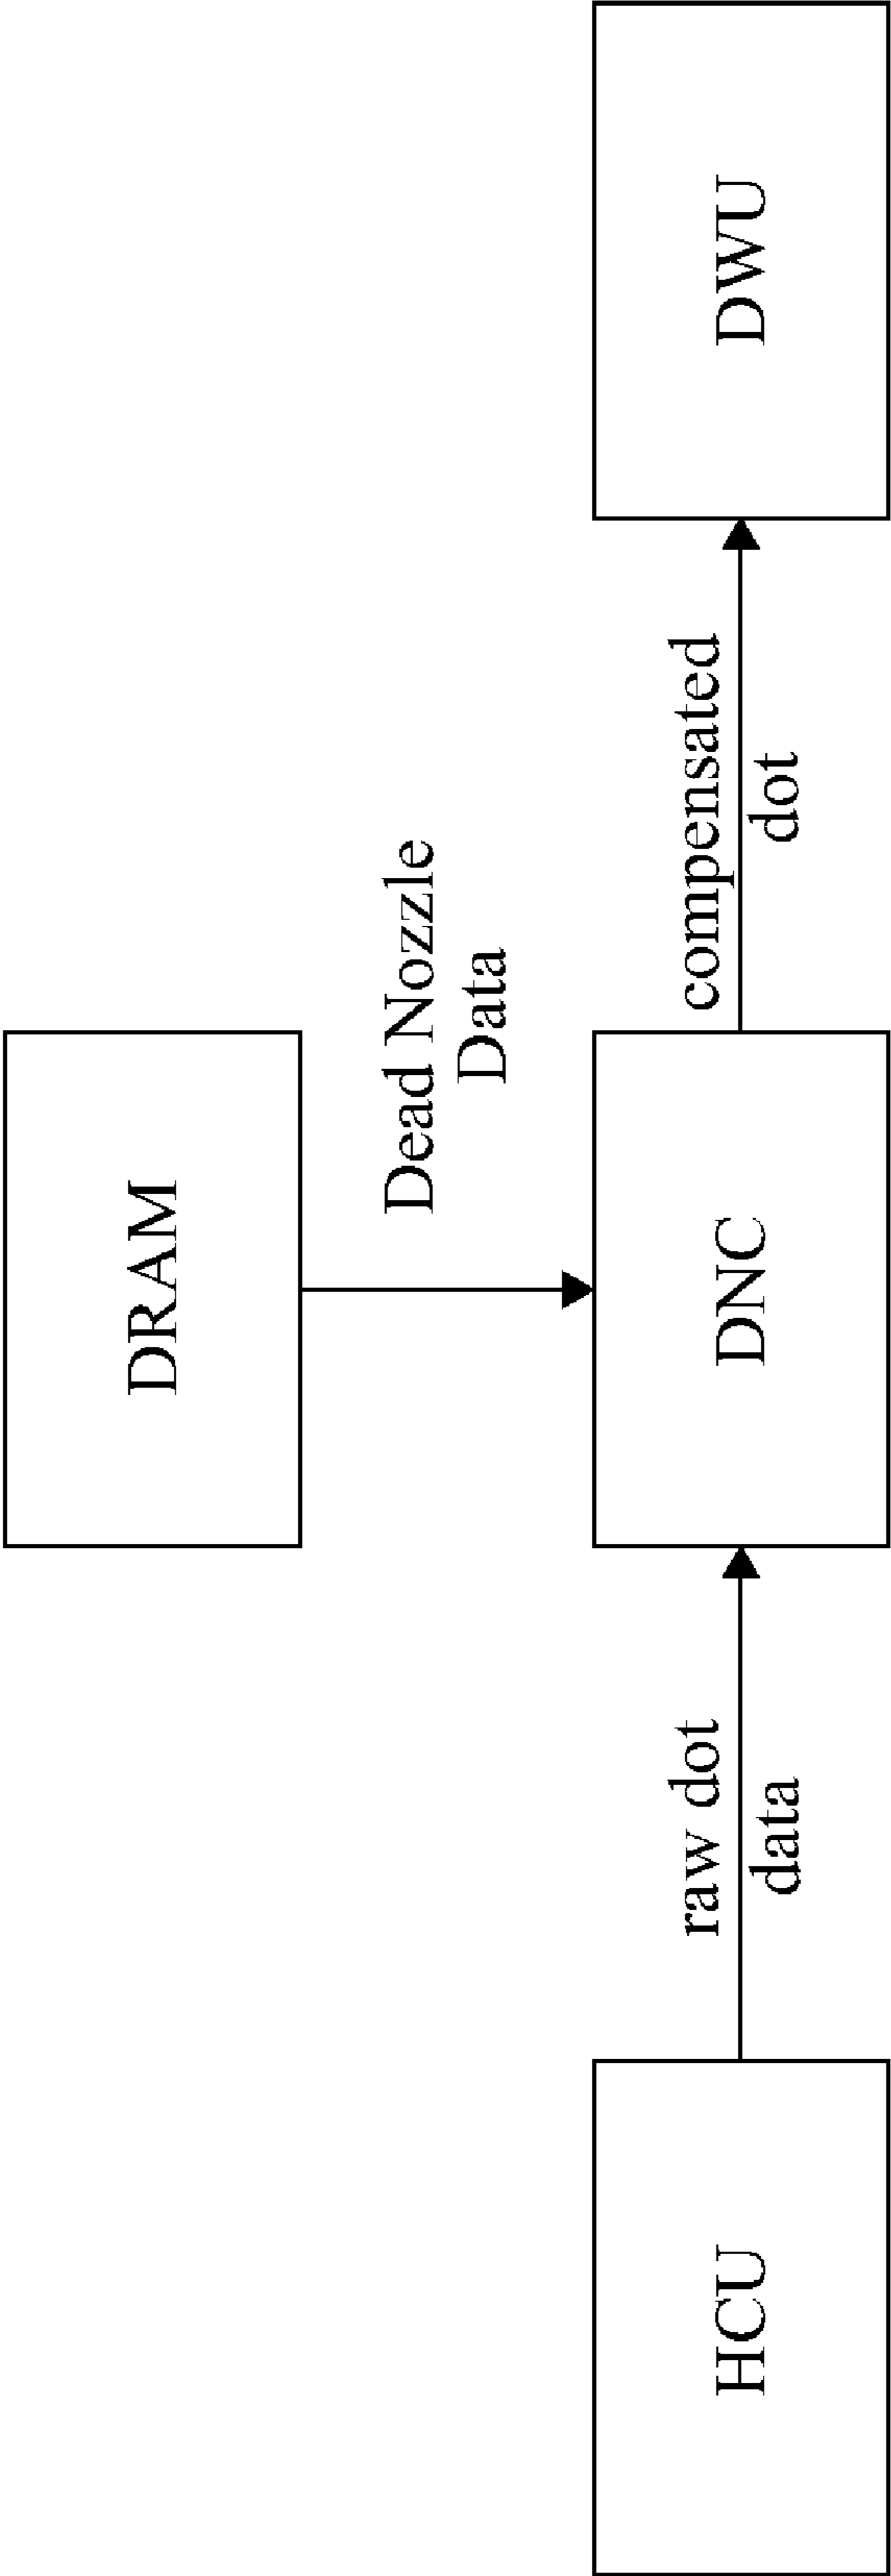 DRAM
Dead Nozzle
Data
HCU
raw dot
data
DNC
compensated
dot
DWU